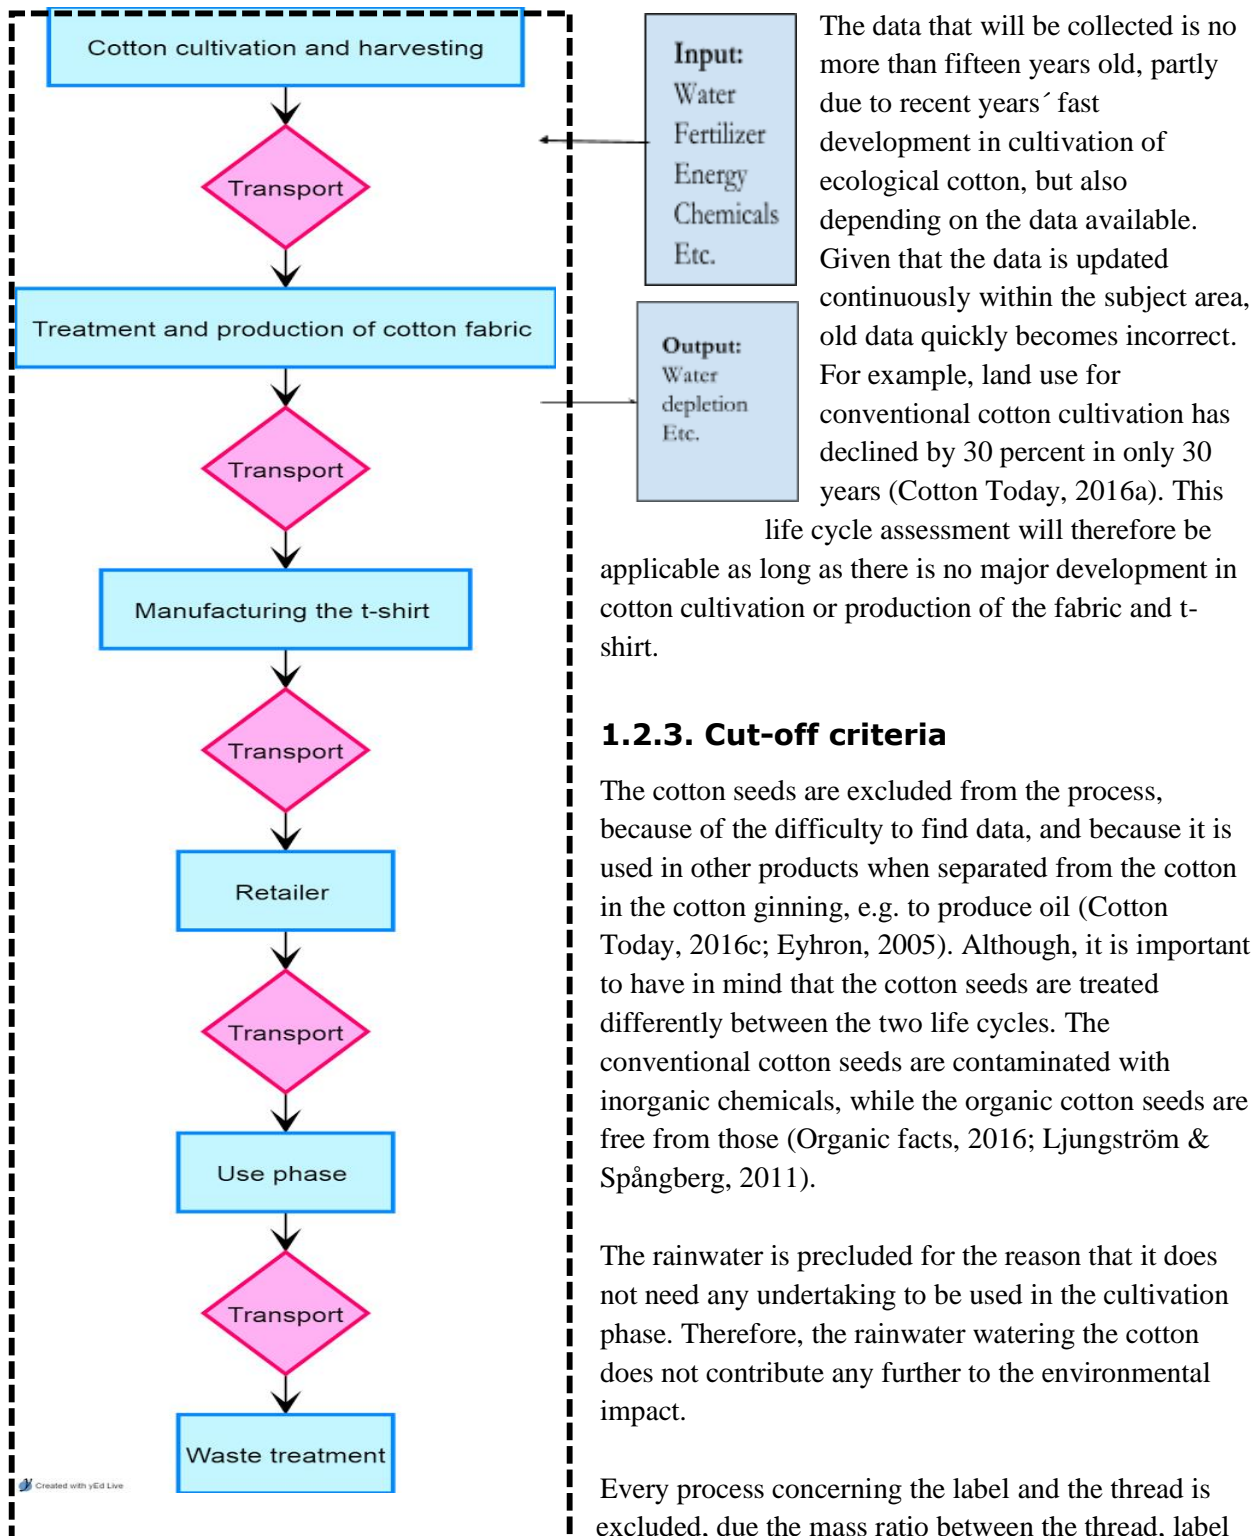 Cotton cultivation and harvesting
Transport
Treatment and production of cotton fabric
Transport
Manufacturing the t-shirt
Transport
Retailer
Transport
Use phase
Transport
Waste treatment
Created with yEd Live
Input:
Water
Fertilizer
Energy
Chemicals
Etc.
Output:
Water
depletion
Etc.
The data that will be collected is no
more than fifteen years old, partly
due to recent years´ fast
development in cultivation of
ecological cotton, but also
depending on the data available.
Given that the data is updated
continuously within the subject area,
old data quickly becomes incorrect.
For example, land use for
conventional cotton cultivation has
declined by 30 percent in only 30
years (Cotton Today, 2016a). This
life cycle assessment will therefore be
applicable as long as there is no major development in
cotton cultivation or production of the fabric and t-
shirt.
1.2.3. Cut-off criteria
The cotton seeds are excluded from the process,
because of the difficulty to find data, and because it is
used in other products when separated from the cotton
in the cotton ginning, e.g. to produce oil (Cotton
Today, 2016c; Eyhron, 2005). Although, it is important
to have in mind that the cotton seeds are treated
differently between the two life cycles. The
conventional cotton seeds are contaminated with
inorganic chemicals, while the organic cotton seeds are
free from those (Organic facts, 2016; Ljungström &
Spångberg, 2011).
The rainwater is precluded for the reason that it does
not need any undertaking to be used in the cultivation
phase. Therefore, the rainwater watering the cotton
does not contribute any further to the environmental
impact.
Every process concerning the label and the thread is
excluded, due the mass ratio between the thread, label